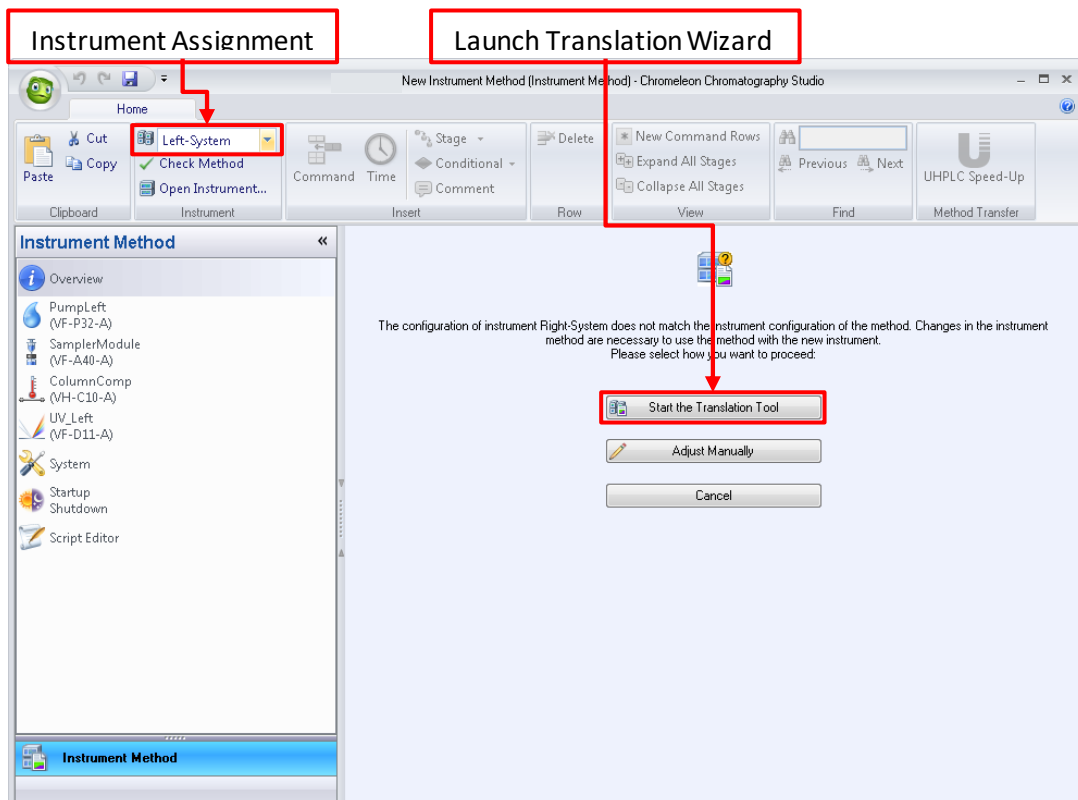 Instrument Assignment
Launch Translation Wizard
New Instrument Method (Instrument Method) - Chromeleon Chromatography Studio
Home
Paste
Cut
Copy
Clipboard
Left-System
Check Method
Open Instrument...
Instrument
Command
Time
Stage
Conditional
Comment
Insert
Delete
Row
New Command Rows
Expand All Stages
Collapse All Stages
View
Previous
Next
Find
UHPLC Speed-Up
Method Transfer
Instrument Method
Overview
PumpLeft
(VF-P32-A)
SamplerModule
(VF-A40-A)
ColumnComp
(VH-C10-A)
UV_Left
(VF-D11-A)
System
Startup
Shutdown
Script Editor
Instrument Method
The configuration of instrument Right-System does not match the instrument configuration of the method. Changes in the instrument
method are necessary to use the method with the new instrument.
Please select how you want to proceed:
Start the Translation Tool
Adjust Manually
Cancel